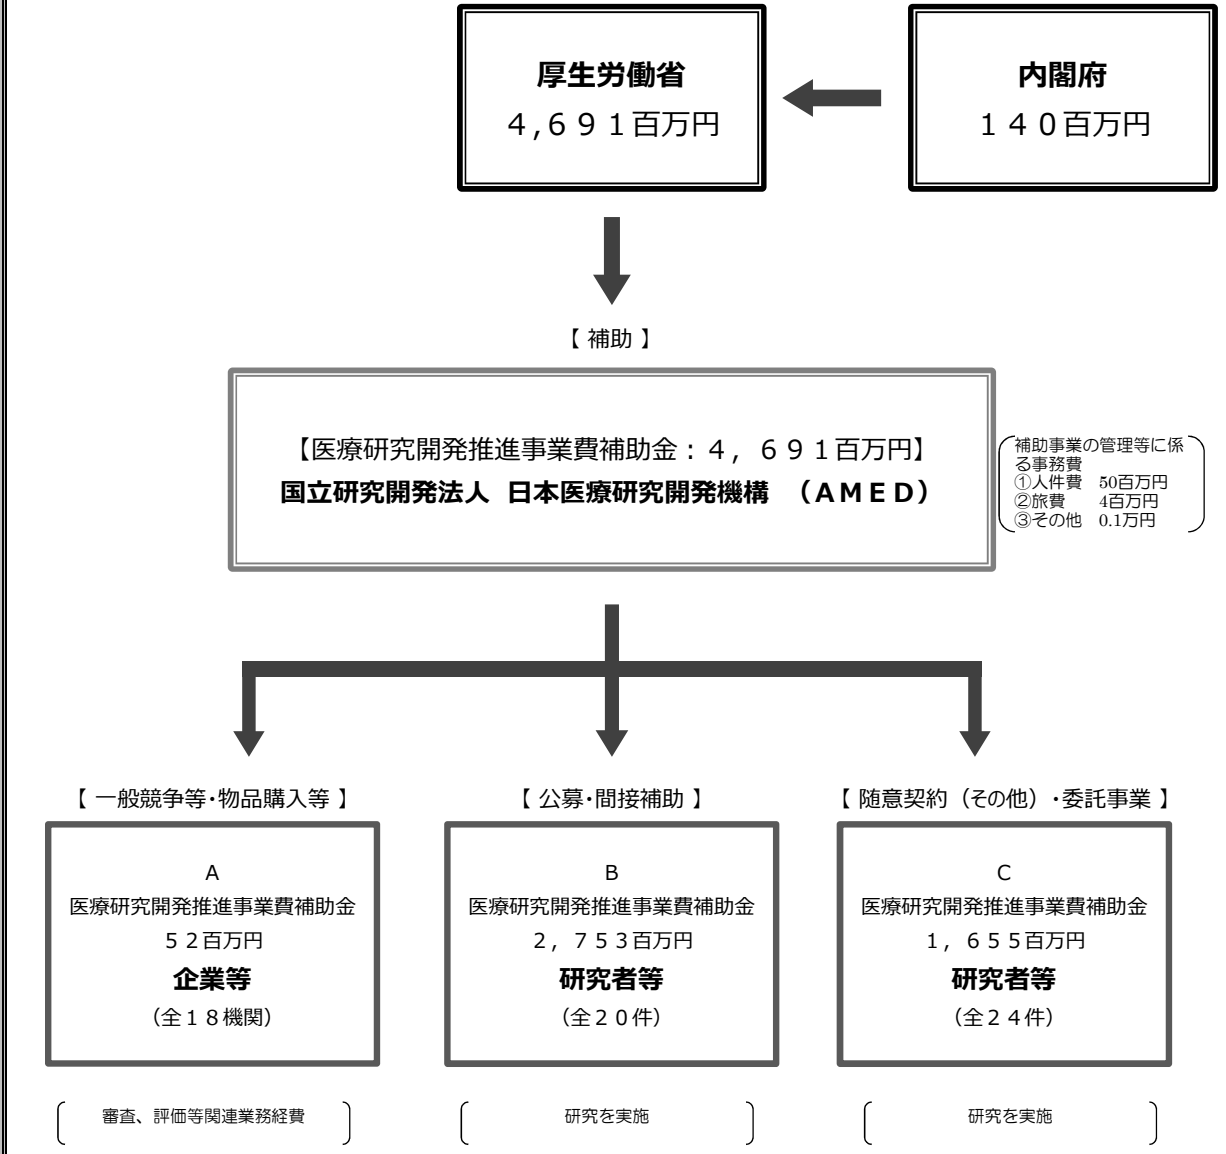 厚生労働省
4,691百万円
内閣府
140百万円
【 補助 】
【医療研究開発推進事業費補助金:4,691百万円】
国立研究開発法人 日本医療研究開発機構 (AMED)
補助事業の管理等に係
る事務費
①人件費 50百万円
②旅費 4百万円
③その他 0.1万円
【 一般競争等・物品購入等 】
A
医療研究開発推進事業費補助金
52百万円
企業等
(全18機関)
審査、評価等関連業務経費
【 公募・間接補助 】
B
医療研究開発推進事業費補助金
2,753百万円
研究者等
(全20件)
研究を実施
【 随意契約(その他)・委託事業 】
C
医療研究開発推進事業費補助金
1,655百万円
研究者等
(全24件)
研究を実施